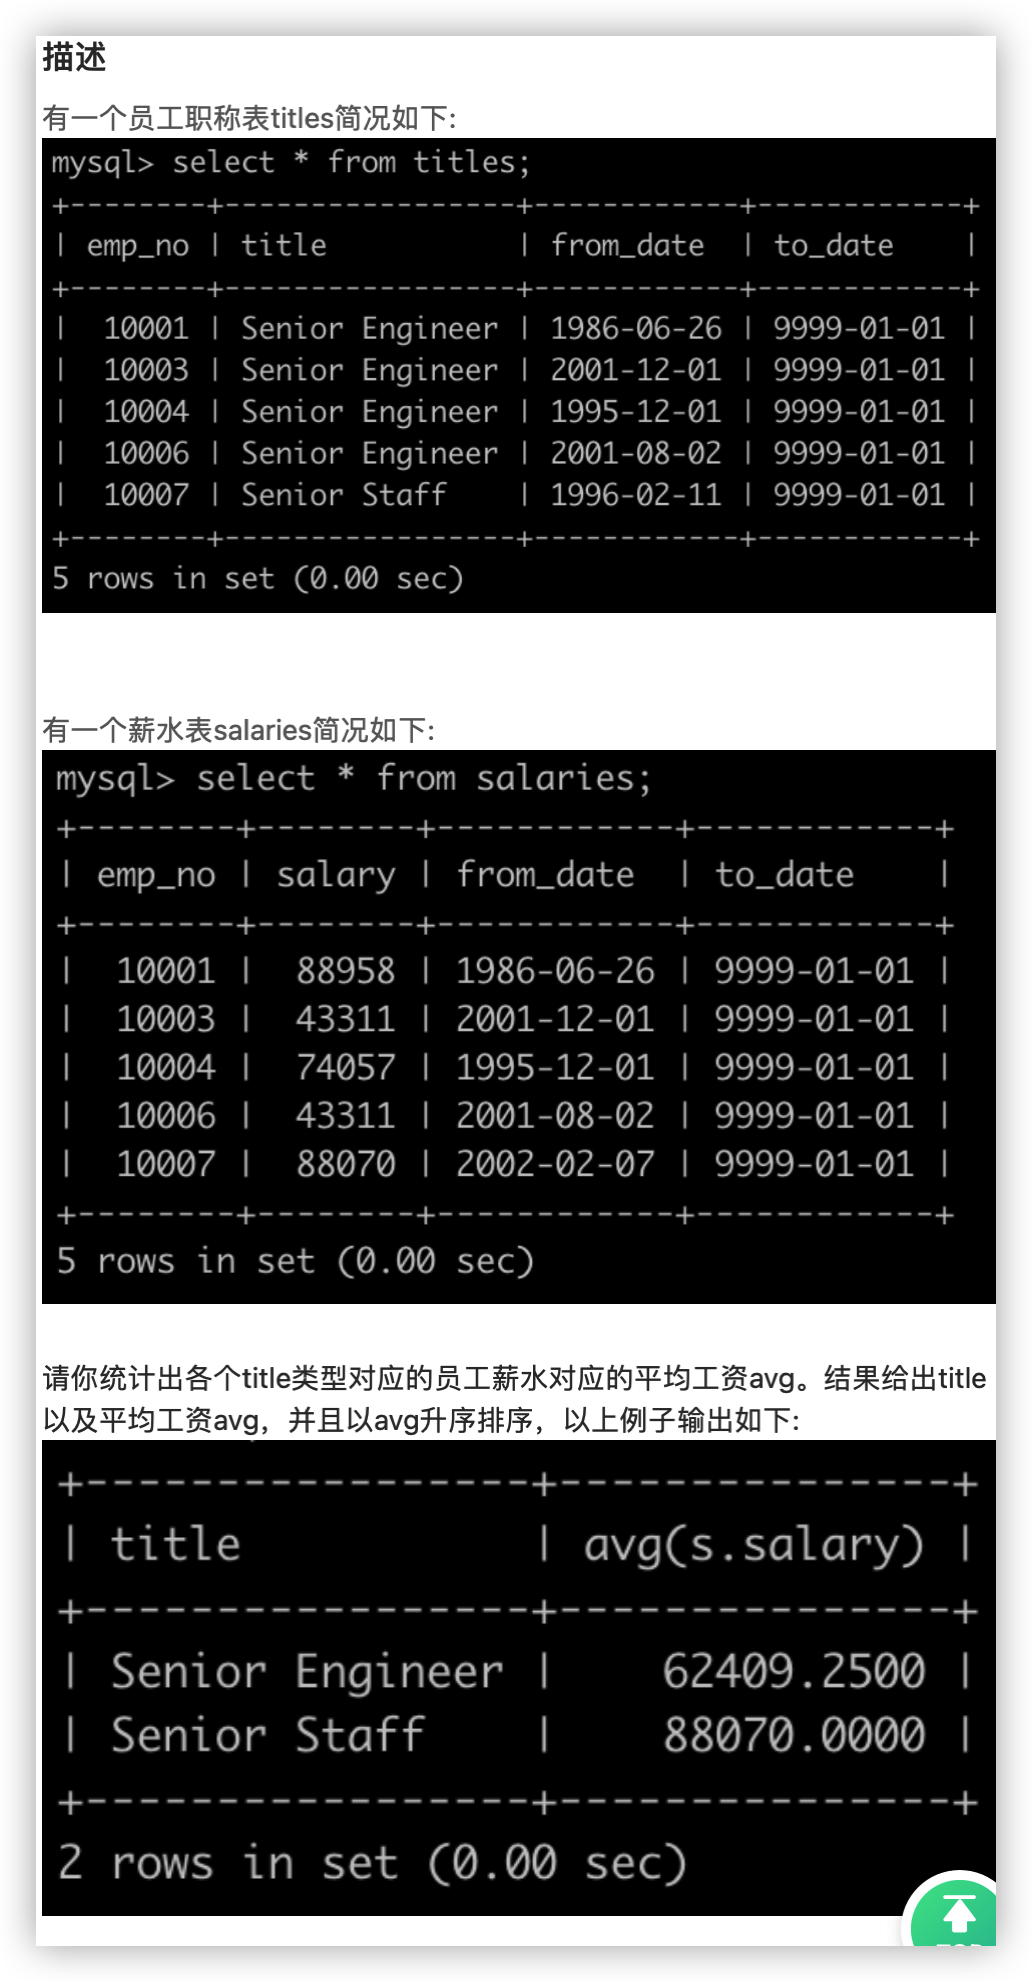 描述
有一个员工职称表titles简况如下:
mysql> select * from titles;
+--------+-----------------+------------+------------+
| emp_no | title           | from_date  | to_date    |
+--------+-----------------+------------+------------+
|  10001 | Senior Engineer | 1986-06-26 | 9999-01-01 |
|  10003 | Senior Engineer | 2001-12-01 | 9999-01-01 |
|  10004 | Senior Engineer | 1995-12-01 | 9999-01-01 |
|  10006 | Senior Engineer | 2001-08-02 | 9999-01-01 |
|  10007 | Senior Staff    | 1996-02-11 | 9999-01-01 |
+--------+-----------------+------------+------------+
5 rows in set (0.00 sec)
有一个薪水表salaries简况如下:
mysql> select * from salaries;
+--------+--------+------------+------------+
| emp_no | salary | from_date  | to_date    |
+--------+--------+------------+------------+
|  10001 |  88958 | 1986-06-26 | 9999-01-01 |
|  10003 |  43311 | 2001-12-01 | 9999-01-01 |
|  10004 |  74057 | 1995-12-01 | 9999-01-01 |
|  10006 |  43311 | 2001-08-02 | 9999-01-01 |
|  10007 |  88070 | 2002-02-07 | 9999-01-01 |
+--------+--------+------------+------------+
5 rows in set (0.00 sec)
请你统计出各个title类型对应的员工薪水对应的平均工资avg。结果给出title
以及平均工资avg，并且以avg升序排序，以上例子输出如下:
+-----------------+---------------+
| title           | avg(s.salary) |
+-----------------+---------------+
| Senior Engineer |    62409.2500 |
| Senior Staff    |    88070.0000 |
+-----------------+---------------+
2 rows in set (0.00 sec)